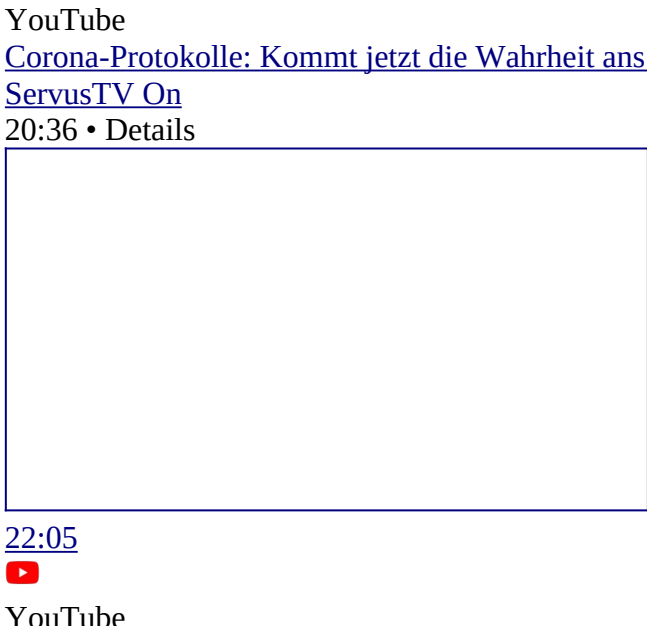 YouTube
Corona-Protokolle: Kommt jetzt die Wahrheit ans
ServusTV On
20:36 • Details
22:05
YouTube